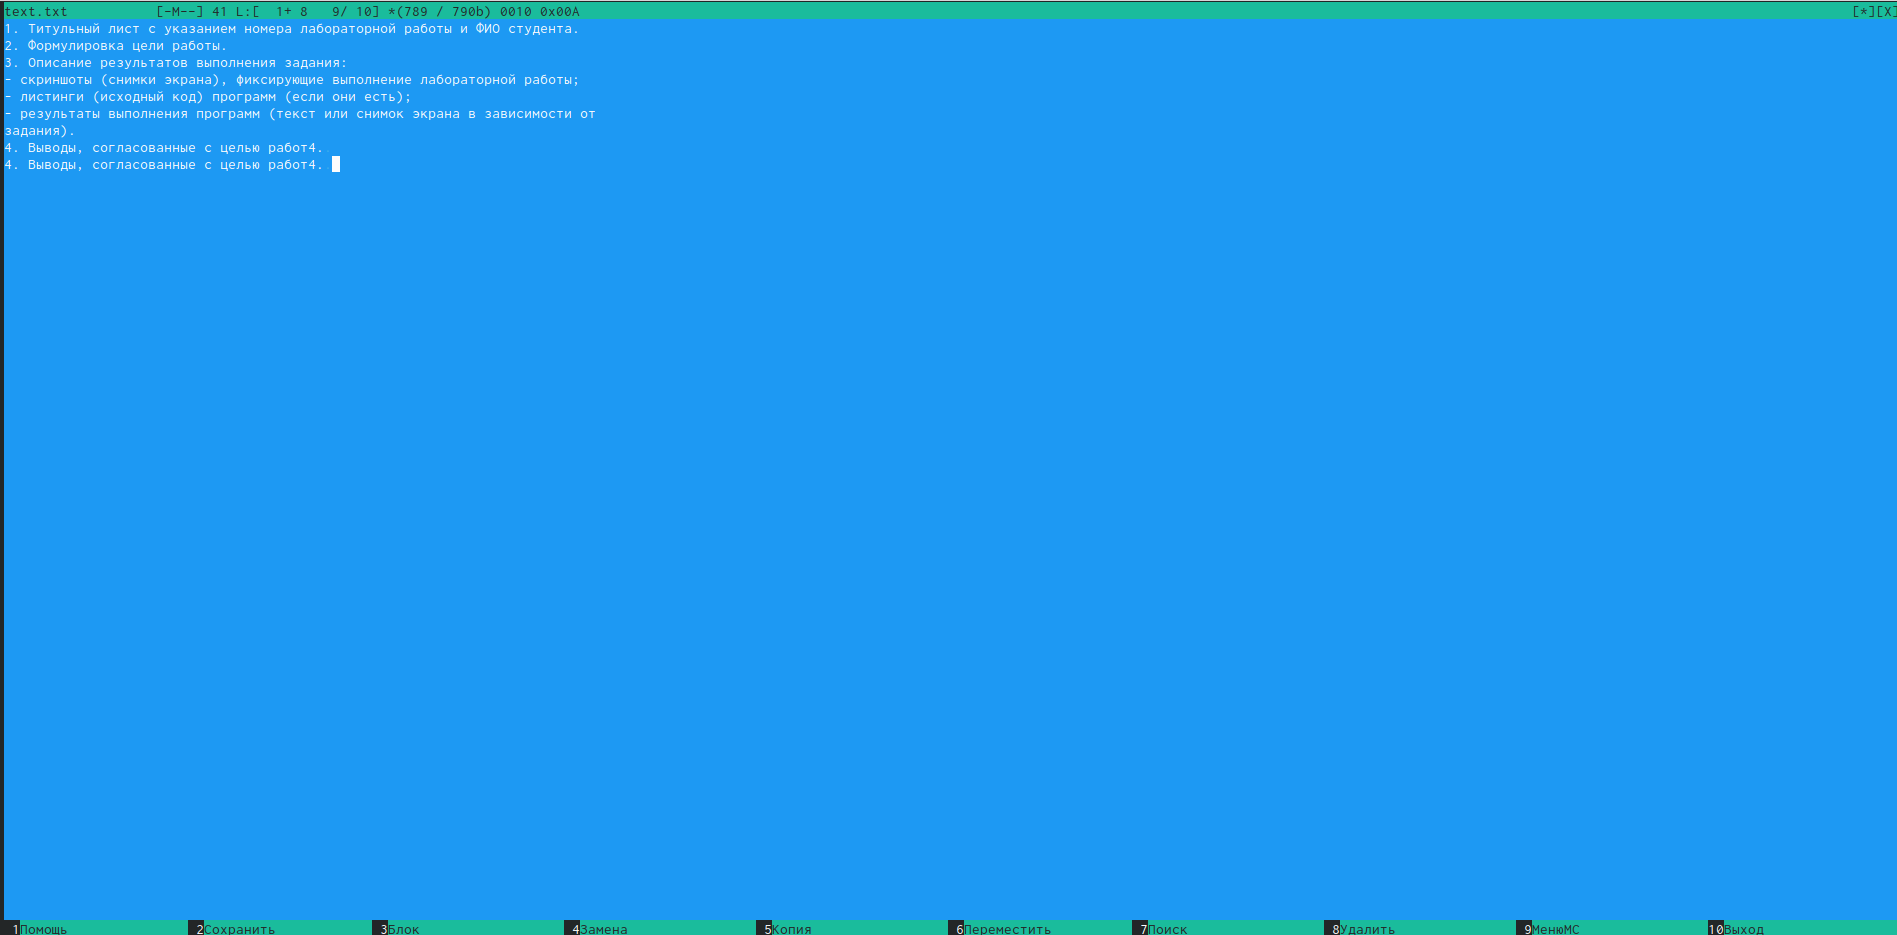 text.txt [-M--] 41 L:[ 1+ 8 9/ 10] *(789 / 790b) 0010 0x00A [*][X]
1. Титульный лист с указанием номера лабораторной работы и ФИО студента.
2. Формулировка цели работы.
3. Описание результатов выполнения задания:
- скриншоты (снимки экрана), фиксирующие выполнение лабораторной работы;
- листинги (исходный код) программ (если они есть);
- результаты выполнения программ (текст или снимок экрана в зависимости от
задания).
4. Выводы, согласованные с целью работ4.
4. Выводы, согласованные с целью работ4.
1Помощь 2Сохранить 3Блок 4Замена 5Копия 6Переместить 7Поиск 8Удалить 9МенюMC 10Выход